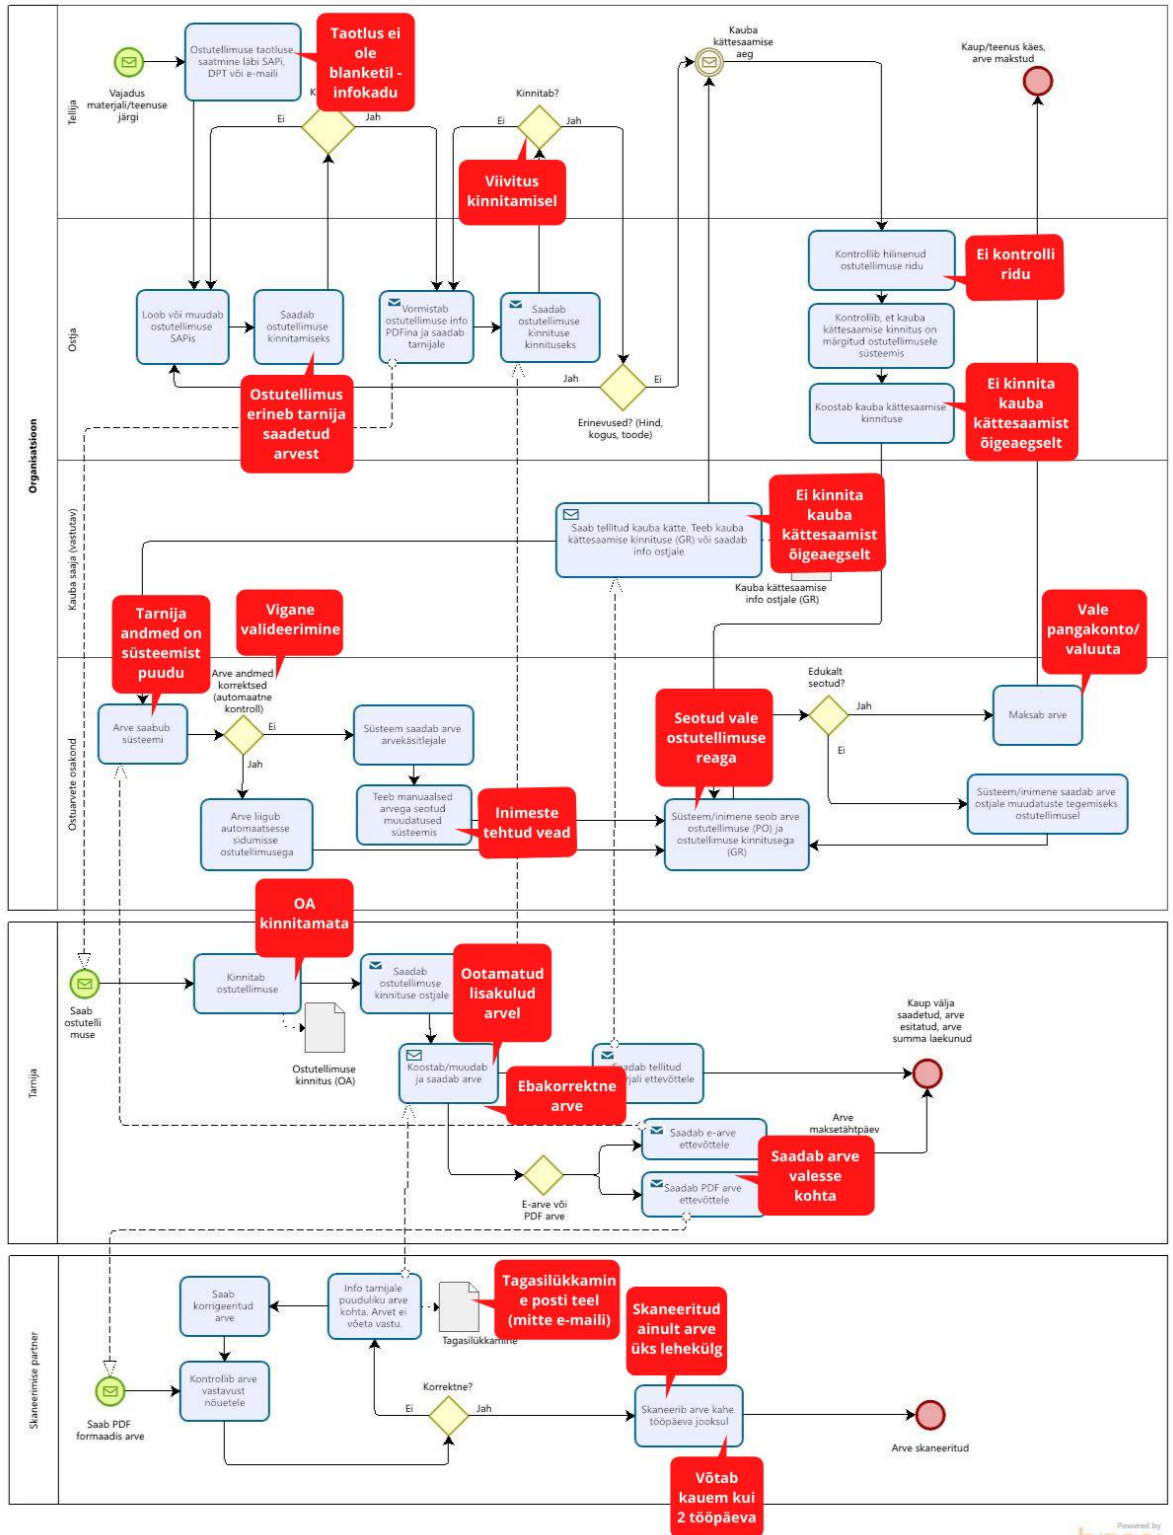 Organisatsioon
Tellija
Vajadus
materjali/teenuse
järgi
Ostutellimuse taotluse
saatmine läbi SAPi,
DPT või e-maili
Taotlus ei
ole
blanketil -
infokadu
K
Ei
Jah
Kinnitab?
Ei
Jah
Viivitus
kinnitamisel
Kauba
kättesaamise
aeg
Kaup/teenus käes,
arve makstud
Ostja
Loob või muudab
ostutellimuse
SAPis
Saadab
ostutellimuse
kinnitamiseks
Ostutellimus
erineb tarnija
saadetud
arvest
Vormistab
ostutellimuse info
PDFina ja saadab
tarnijale
Saadab
ostutellimuse
kinnituse
kinnituseks
Jah
Ei
Erinevused? (Hind,
kogus, toode)
Kontrollib hilinenud
ostutellimuse ridu
Ei kontrolli
ridu
Kontrollib, et kauba
kättesaamise kinnitus on
märgitud ostutellimusele
süsteemis
Koostab kauba kättesaamise
kinnituse
Ei kinnita
kauba
kättesaamist
õigeaegselt
Kauba saaja (vastutav)
Saab tellitud kauba kätte. Teeb kauba
kättesaamise kinnituse (GR) või saadab
info ostjale
Ei kinnita
kauba
kättesaamist
õigeaegselt
Kauba kättesaamise
info ostjale (GR)
Ostuarvete osakond
Tarnija
andmed on
süsteemist
puudu
Vigane
valideerimine
Arve saabub
süsteemi
Arve andmed
korrektsed
(automaatne
kontroll)
Ei
Jah
Süsteem saadab arve
arvekäsitlejale
Teeb manuaalsed
arvega seotud
muudatused
süsteemis
Inimeste
tehtud vead
Arve liigub
automaatsesse
sidumisse
ostutellimusega
Seotud vale
ostutellimuse
reaga
Süsteem/inimene seob arve
ostutellimuse (PO) ja
ostutellimuse kinnitusega
(GR)
Edukalt
seotud?
Jah
Ei
Maksab arve
Vale
pangakonto/
valuuta
Süsteem/inimene saadab arve
ostjale muudatuste tegemiseks
ostutellimusel
Tarnija
Saab
ostutelli
muse
Kinnitab
ostutellimuse
OA
kinnitamata
Ostutellimuse
kinnitus (OA)
Saadab
ostutellimuse
kinnituse ostjale
Ootamatud
lisakulud
arvel
Koostab/muudab
ja saadab arve
Ebakorrektne
arve
tellitud
ettevõttele
E-arve või
PDF arve
Saadab e-arve
ettevõttele
Saadab PDF arve
ettevõttele
Saadab arve
valesse
kohta
Arve
maksetähtpäev
Kaup välja
saadetud, arve
esitatud, arve
summa laekunud
Skaneerimise partner
Saab PDF
formaadis arve
Saab
korrigeeritud
arve
Kontrollib arve
vastavust
nõuetele
Info tarnijale
puuduliku arve
kohta. Arvet ei
võeta vastu.
Tagasilükkamine
Tagasilükkamin
e posti teel
(mitte e-maili)
Korrektne?
Ei
Jah
Skaneeritud
ainult arve
üks lehekülg
Skaneerib arve kahe
tööpäeva jooksul
Võtab
kauem kui
2 tööpäeva
Arve skaneeritud
Powered by